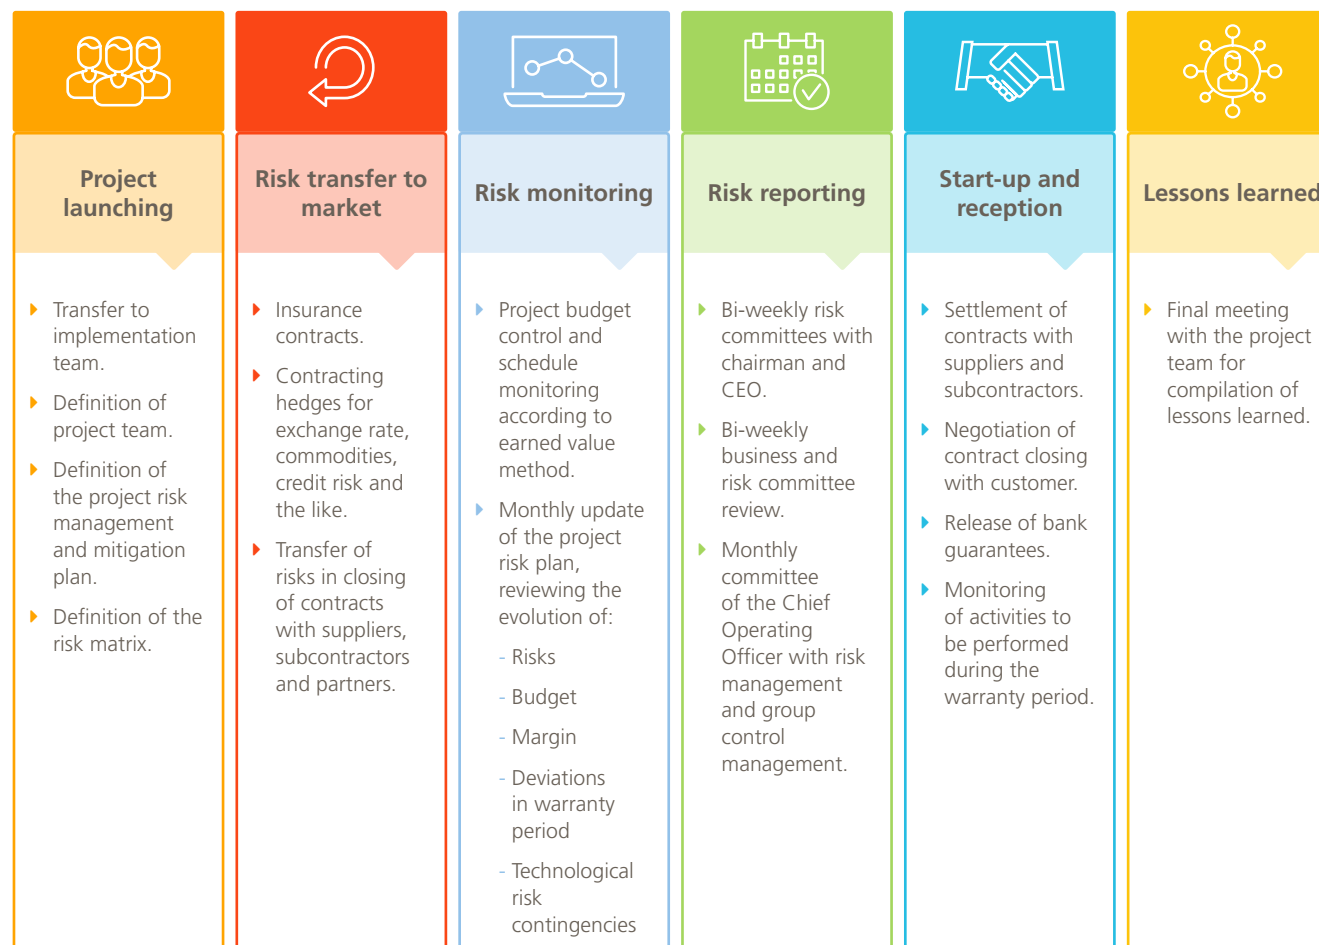 Project
launching
Transfer to
implementation
team.
Definition of
project team.
Definition of
the project risk
management
and mitigation
plan.
Definition of the
risk matrix.
Risk transfer to
market
Insurance
contracts.
Contracting
hedges for
exchange rate,
commodities,
credit risk and
the like.
Transfer of
risks in closing
of contracts
with suppliers,
subcontractors
and partners.
Risk monitoring
Project budget
control and
schedule
monitoring
according to
earned value
method.
Monthly update
of the project
risk plan,
reviewing the
evolution of:
- Risks
- Budget
- Margin
- Deviations
in warranty
period
- Technological
risk
contingencies
Risk reporting
Bi-weekly risk
committees with
chairman and
CEO.
Bi-weekly
business and
risk committee
review.
Monthly
committee
of the Chief
Operating
Officer with risk
management
and group
control
management.
Start-up and
reception
Settlement of
contracts with
suppliers and
subcontractors.
Negotiation of
contract closing
with customer.
Release of bank
guarantees.
Monitoring
of activities to
be performed
during the
warranty period.
Lessons learned
Final meeting
with the project
team for
compilation of
lessons learned.